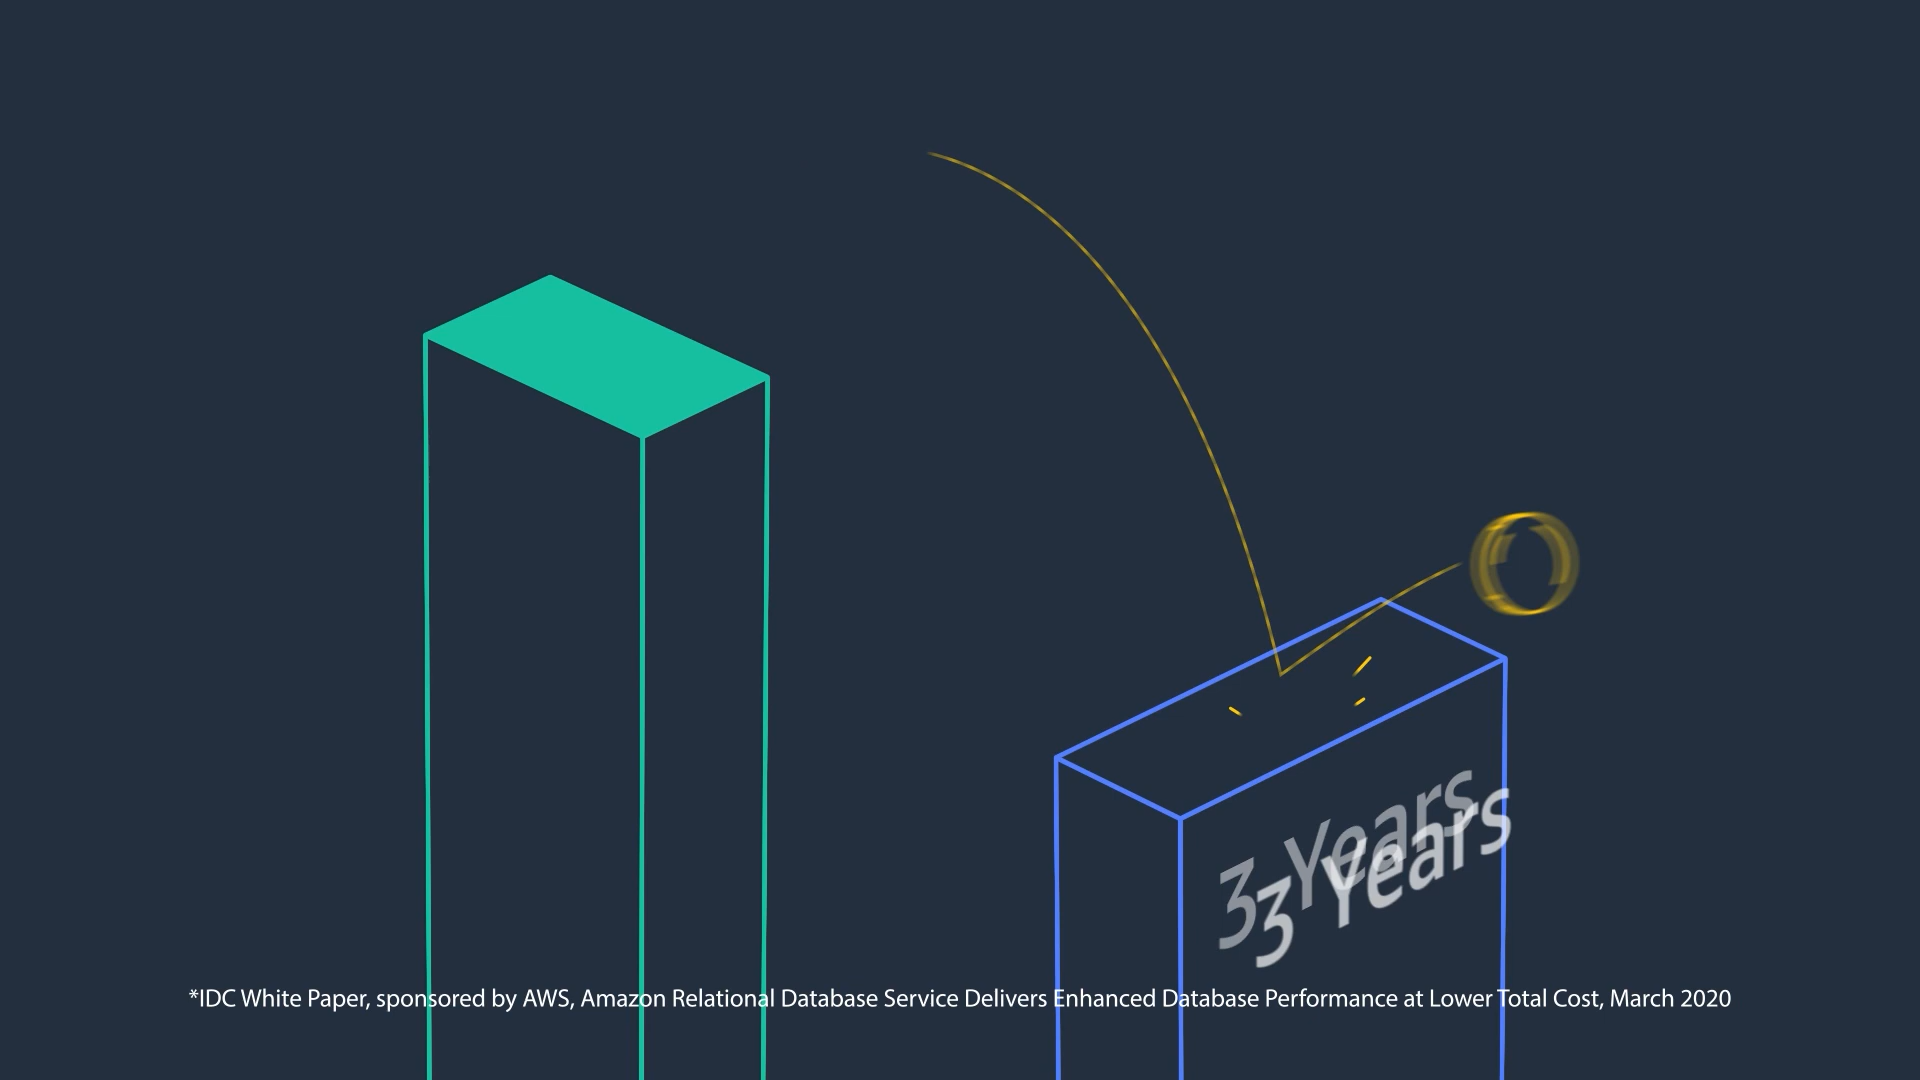 3 Years
*IDC White Paper, sponsored by AWS, Amazon Relational Database Service Delivers Enhanced Database Performance at Lower Total Cost, March 2020